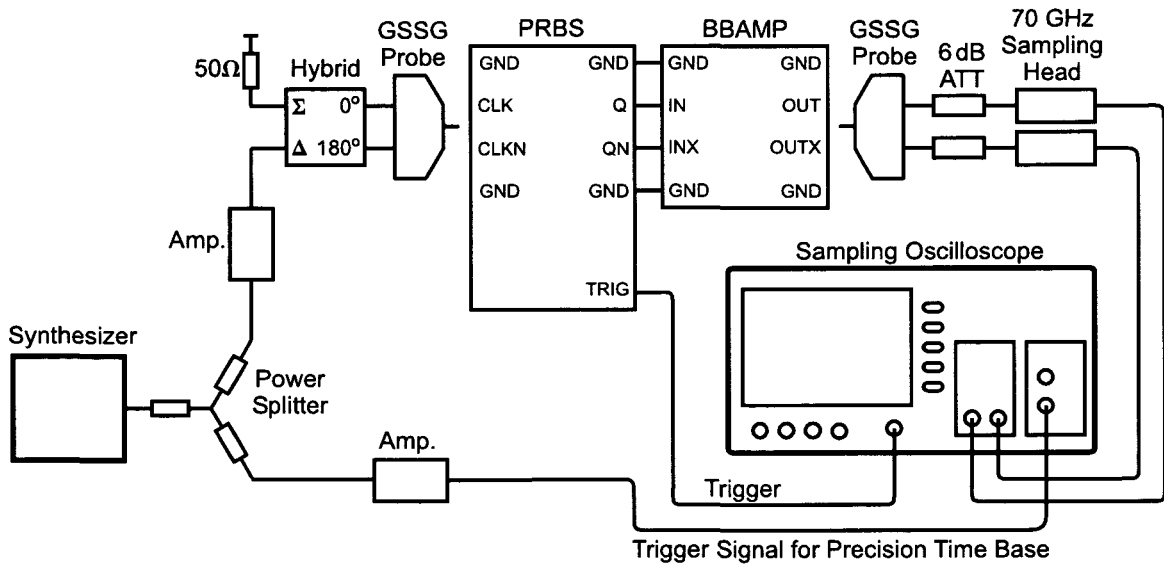 GSSG
Probe
PRBS
BBAMP
GSSG
Probe
6 dB
ATT
70 GHz
Sampling
Head
50Ω
Hybrid
Σ 0°
Δ 180°
GND
CLK
CLKN
GND
GND
Q
QN
GND
TRIG
GND
IN
INX
GND
GND
OUT
OUTX
GND
Amp.
Sampling Oscilloscope
Synthesizer
Power
Splitter
Amp.
Trigger
Trigger Signal for Precision Time Base